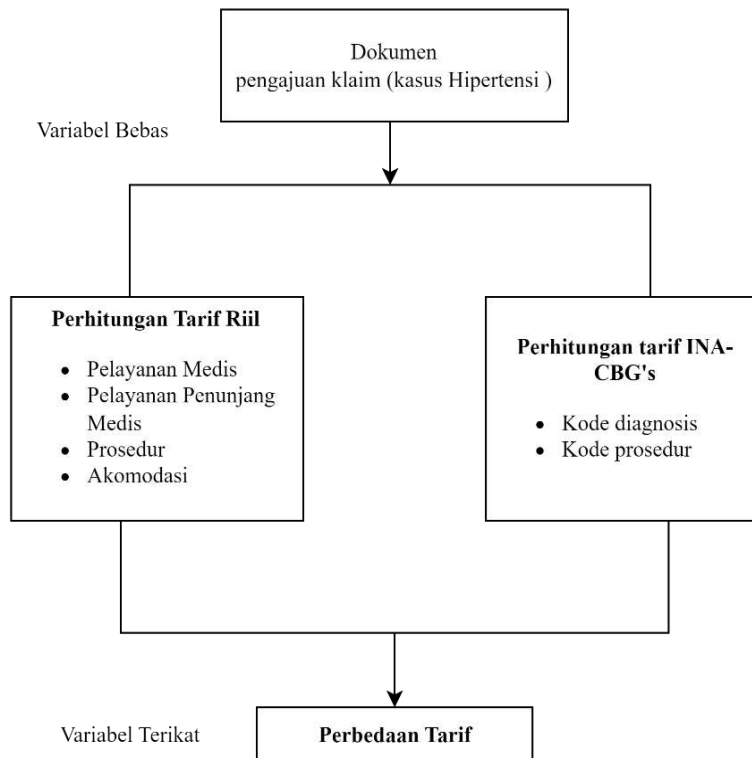 Dokumen
pengajuan klaim (kasus Hipertensi )
Variabel Bebas
Perhitungan Tarif Riil
• Pelayanan Medis
• Pelayanan Penunjang
Medis
• Prosedur
• Akomodasi
Perhitungan tarif INA-
CBG's
• Kode diagnosis
• Kode prosedur
Variabel Terikat
Perbedaan Tarif